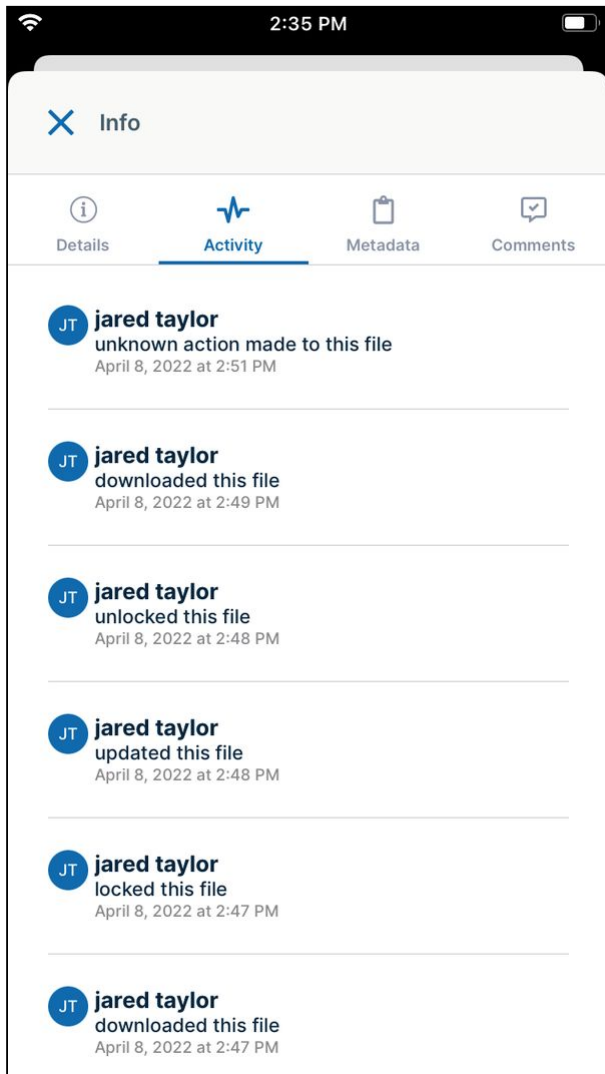 2:35 PM
Info
Details Activity Metadata Comments
JT jared taylor
unknown action made to this file
April 8, 2022 at 2:51 PM
JT jared taylor
downloaded this file
April 8, 2022 at 2:49 PM
JT jared taylor
unlocked this file
April 8, 2022 at 2:48 PM
JT jared taylor
updated this file
April 8, 2022 at 2:48 PM
JT jared taylor
locked this file
April 8, 2022 at 2:47 PM
JT jared taylor
downloaded this file
April 8, 2022 at 2:47 PM